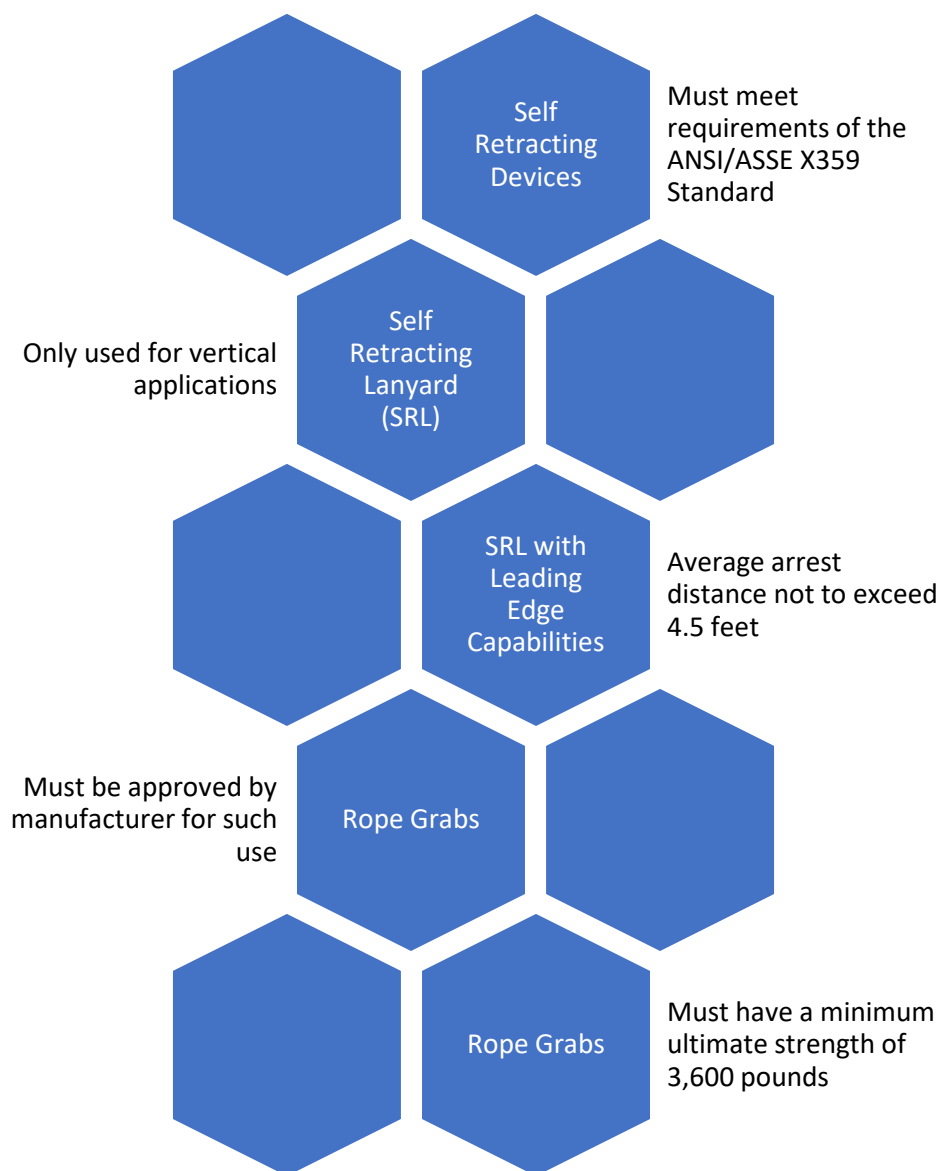 Self
Retracting
Devices
Must meet
requirements of the
ANSI/ASSE X359
Standard
Only used for vertical
applications
Self
Retracting
Lanyard
(SRL)
SRL with
Leading
Edge
Capabilities
Average arrest
distance not to exceed
4.5 feet
Must be approved by
manufacturer for such
use
Rope Grabs
Rope Grabs
Must have a minimum
ultimate strength of
3,600 pounds